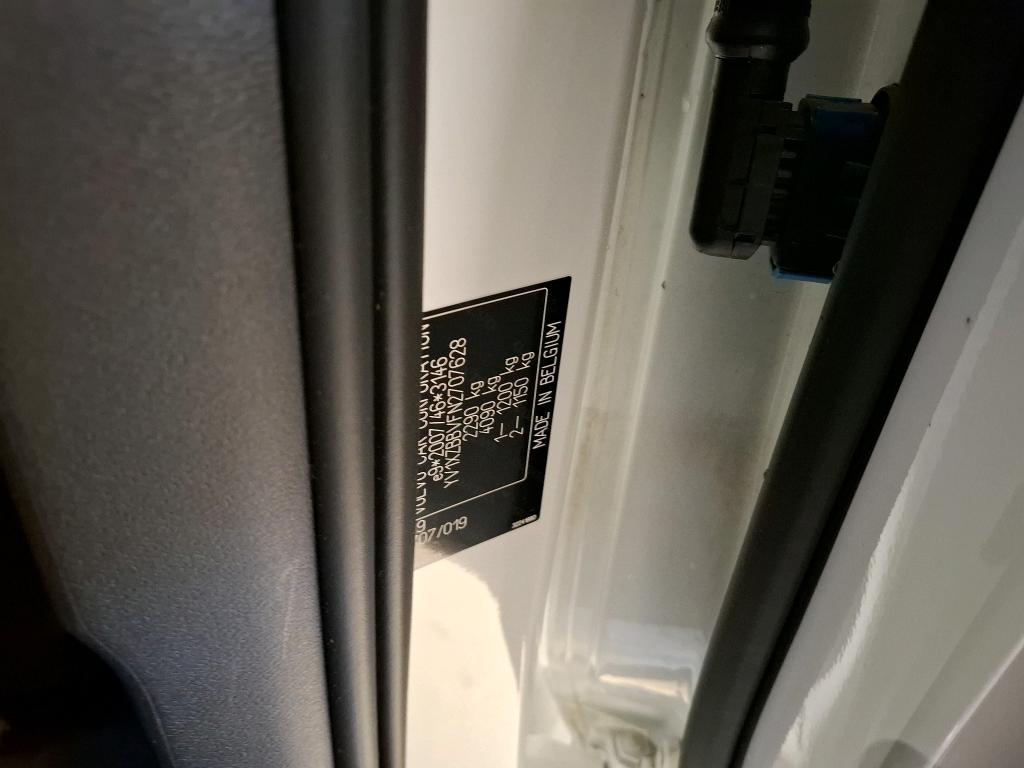 VOLVO CAR CORPORATION
e9*2007/46*3146
YV1XZBBVFN2707628
2290 kg
4090 kg
1– 1200 kg
2– 1150 kg
MADE IN BELGIUM
07/019